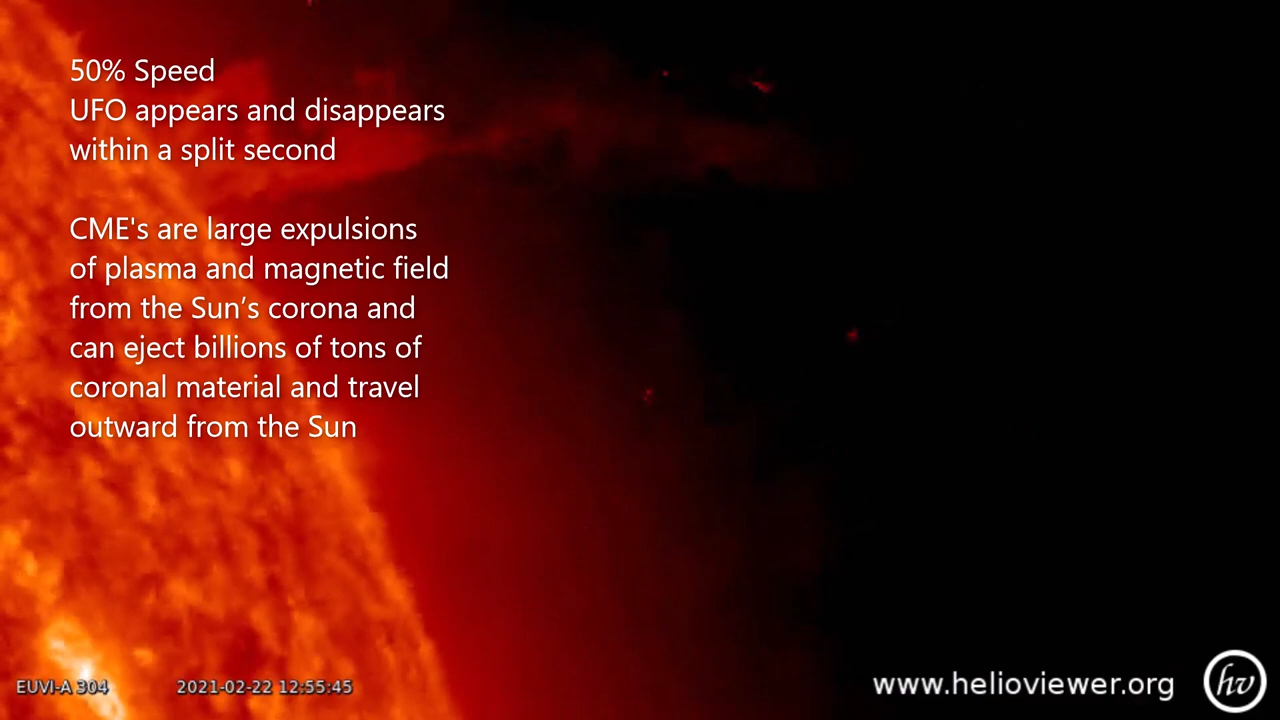 50% Speed
UFO appears and disappears
within a split second
CME's are large expulsions
of plasma and magnetic field
from the Sun’s corona and
can eject billions of tons of
coronal material and travel
outward from the Sun
EUVI-A 304 2021-02-22 12:55:45
www.helioviewer.org hv